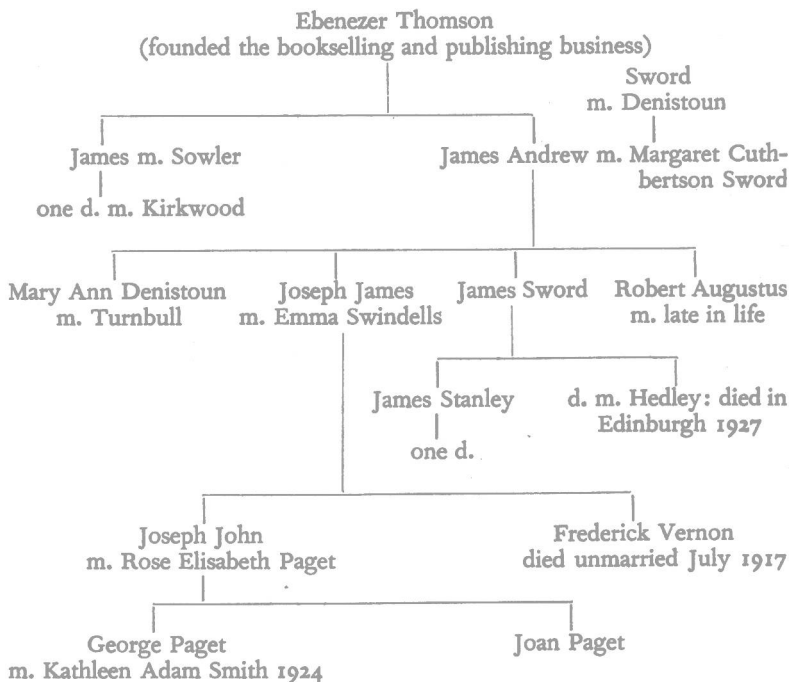 Ebenezer Thomson
(founded the bookselling and publishing business)
Sword
m. Denistoun
James m. Sowler
James Andrew m. Margaret Cuth-
bertson Sword
one d. m. Kirkwood
Mary Ann Denistoun
m. Turnbull
Joseph James
m. Emma Swindells
James Sword
Robert Augustus
m. late in life
James Stanley
d. m. Hedley: died in
Edinburgh 1927
one d.
Joseph John
m. Rose Elisabeth Paget
Frederick Vernon
died unmarried July 1917
George Paget
m. Kathleen Adam Smith 1924
Joan Paget